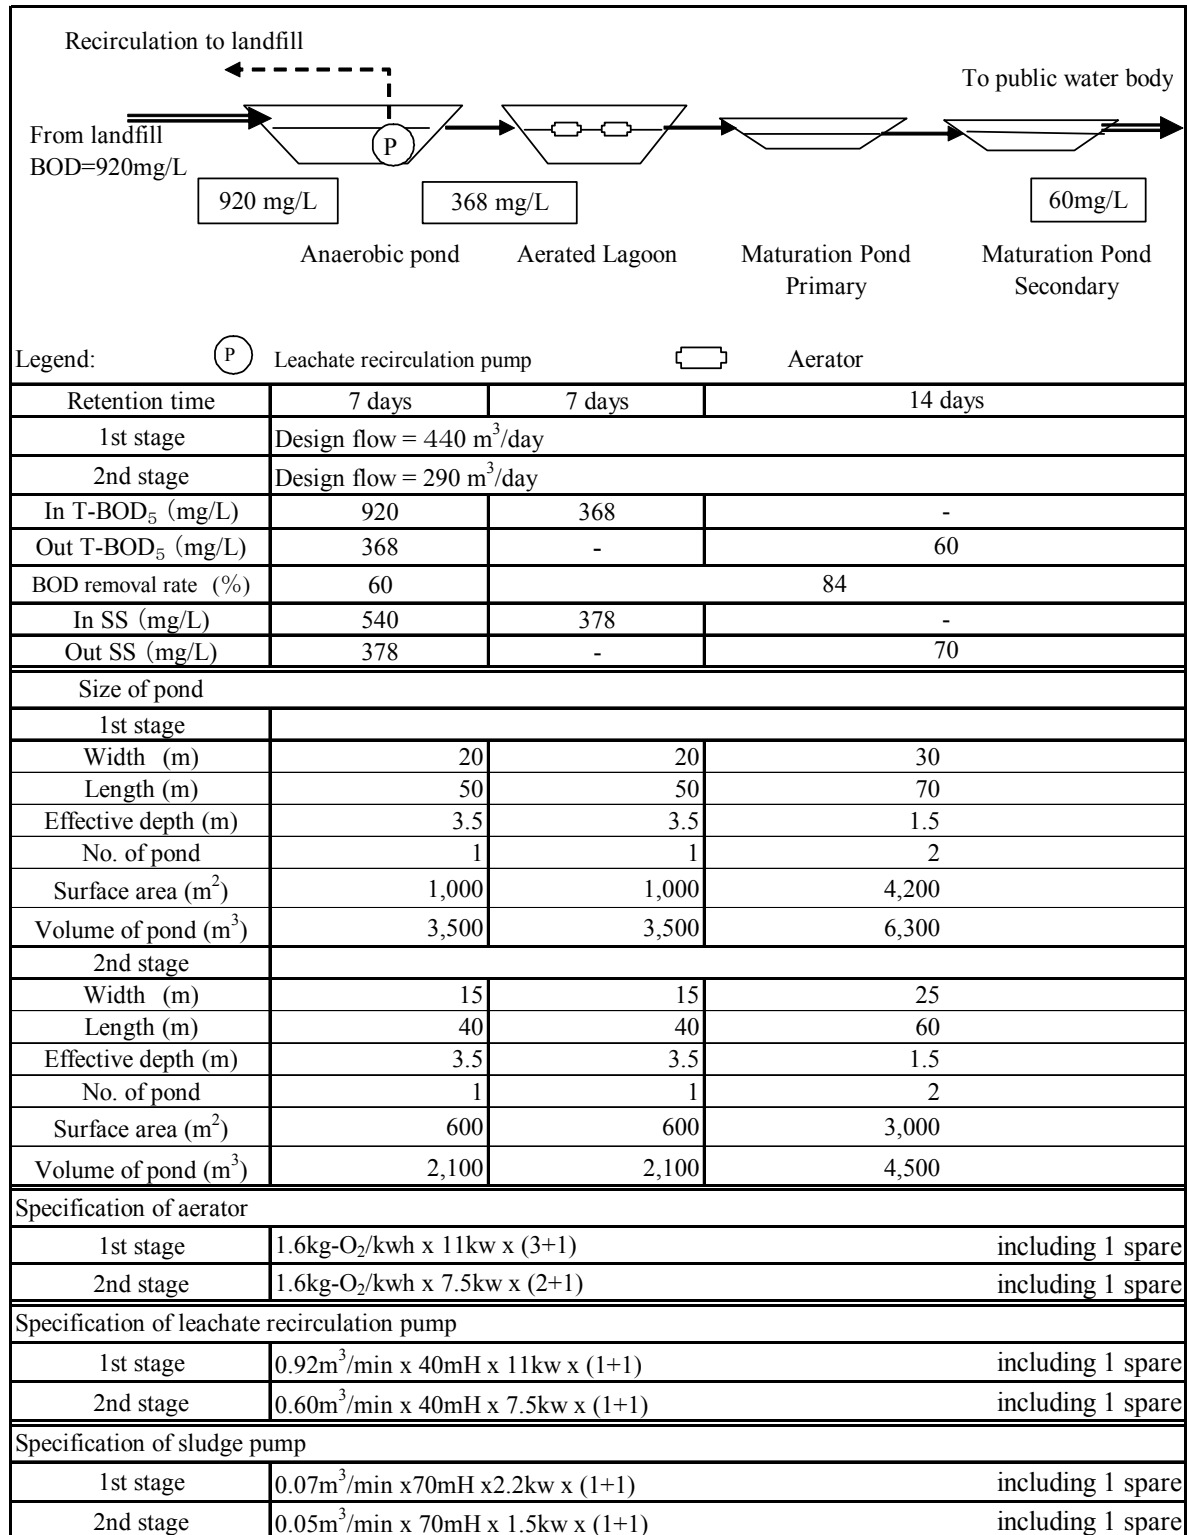 Recirculation to landfill
To public water body
From landfill
BOD=920mg/L
P
920 mg/L
368 mg/L
60mg/L
Anaerobic pond
Aerated Lagoon
Maturation Pond
Primary
Maturation Pond
Secondary
Legend: P Leachate recirculation pump Aerator
Retention time 7 days 7 days 14 days
1st stage Design flow = 440 m³/day
2nd stage Design flow = 290 m³/day
In T-BOD₅ (mg/L) 920 368 -
Out T-BOD₅ (mg/L) 368 - 60
BOD removal rate (%) 60 84
In SS (mg/L) 540 378 -
Out SS (mg/L) 378 - 70
Size of pond
1st stage
Width (m) 20 20 30
Length (m) 50 50 70
Effective depth (m) 3.5 3.5 1.5
No. of pond 1 1 2
Surface area (m²) 1,000 1,000 4,200
Volume of pond (m³) 3,500 3,500 6,300
2nd stage
Width (m) 15 15 25
Length (m) 40 40 60
Effective depth (m) 3.5 3.5 1.5
No. of pond 1 1 2
Surface area (m²) 600 600 3,000
Volume of pond (m³) 2,100 2,100 4,500
Specification of aerator
1st stage 1.6kg-O₂/kwh x 11kw x (3+1) including 1 spare
2nd stage 1.6kg-O₂/kwh x 7.5kw x (2+1) including 1 spare
Specification of leachate recirculation pump
1st stage 0.92m³/min x 40mH x 11kw x (1+1) including 1 spare
2nd stage 0.60m³/min x 40mH x 7.5kw x (1+1) including 1 spare
Specification of sludge pump
1st stage 0.07m³/min x70mH x2.2kw x (1+1) including 1 spare
2nd stage 0.05m³/min x 70mH x 1.5kw x (1+1) including 1 spare